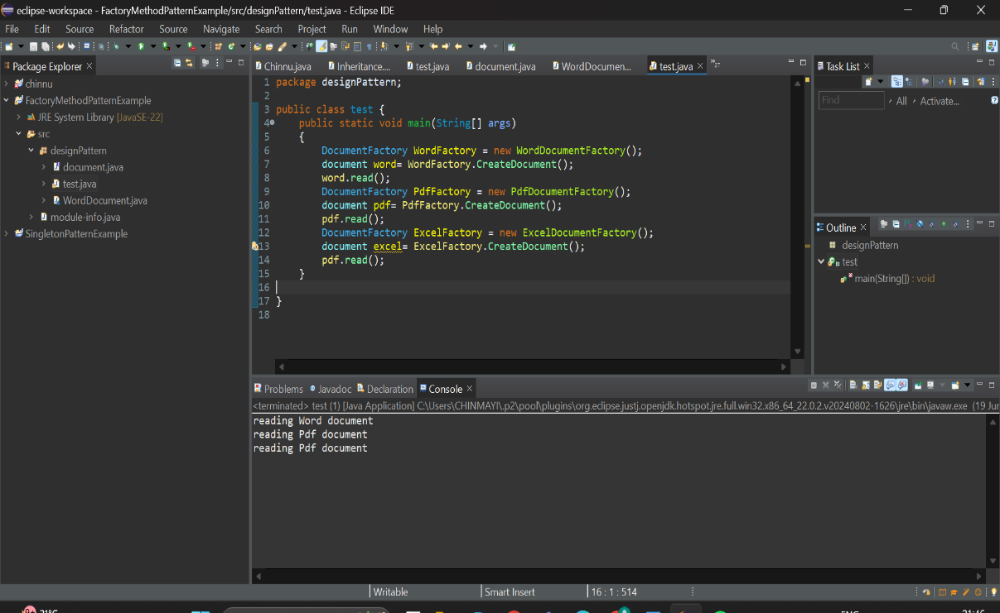 eclipse-workspace - FactoryMethodPatternExample/src/designPattern/test.java - Eclipse IDE
File Edit Source Refactor Source Navigate Search Project Run Window Help
Package Explorer
chinnu
FactoryMethodPatternExample
JRE System Library [JavaSE-22]
src
designPattern
document.java
test.java
WordDocument.java
module-info.java
SingletonPatternExample
Chinnu.java Inheritance.... test.java document.java WordDocumen... test.java »27
1 package designPattern;
2
3 public class test {
4 public static void main(String[] args)
5 {
6 DocumentFactory WordFactory = new WordDocumentFactory();
7 document word= WordFactory.CreateDocument();
8 word.read();
9 DocumentFactory PdfFactory = new PdfDocumentFactory();
10 document pdf= PdfFactory.CreateDocument();
11 pdf.read();
12 DocumentFactory ExcelFactory = new ExcelDocumentFactory();
13 document excel= ExcelFactory.CreateDocument();
14 pdf.read();
15 }
16
17 }
18
Task List
Find All Activate...
Outline
designPattern
test
main(String[]) : void
Problems Javadoc Declaration Console
<terminated> test (1) [Java Application] C:\Users\CHINMAYI\.p2\pool\plugins\org.eclipse.justj.openjdk.hotspot.jre.full.win32.x86_64_22.0.2.v20240802-1626\jre\bin\javaw.exe (19 Jun
reading Word document
reading Pdf document
reading Pdf document
Writable Smart Insert 16 : 1 : 514